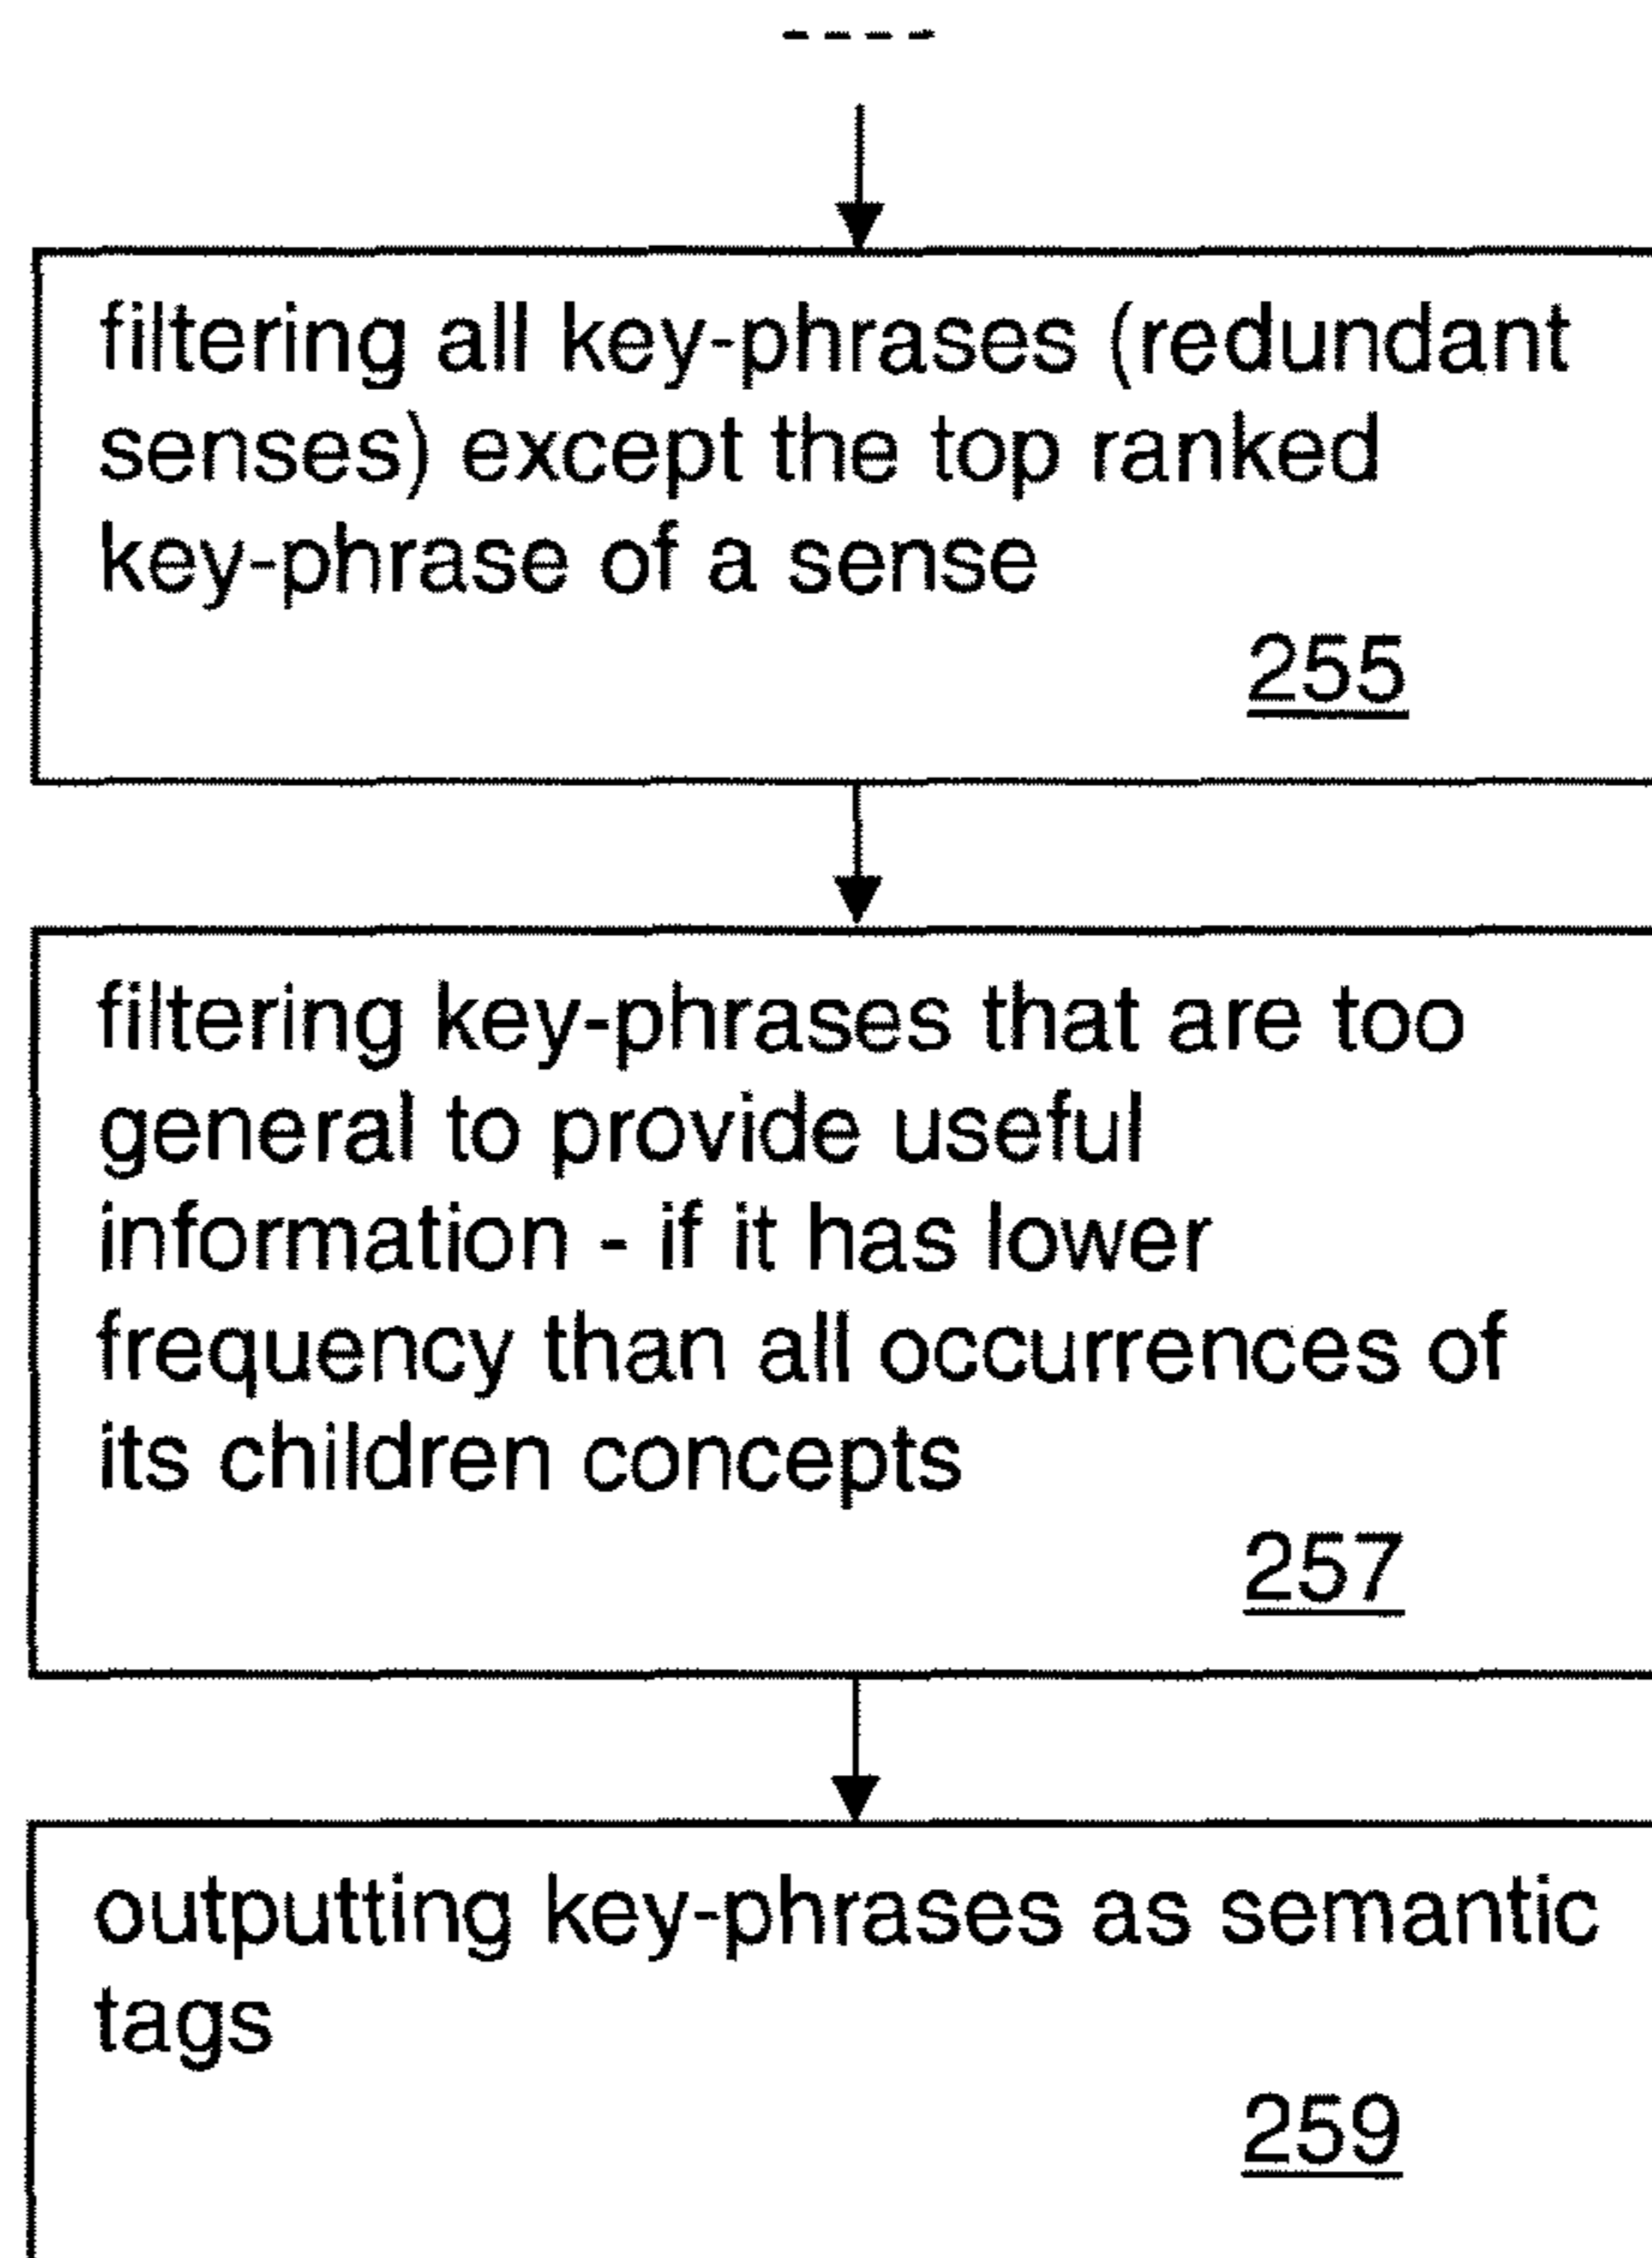 filtering all key-phrases (redundant
senses) except the top ranked
key-phrase of a sense
255
filtering key-phrases that are too
general to provide useful
information - if it has lower
frequency than all occurrences of
its children concepts
257
outputting key-phrases as semantic
tags
259